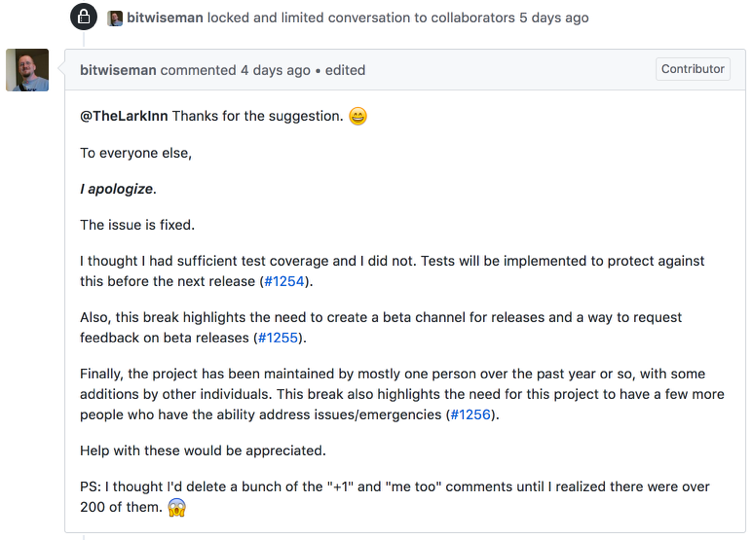 bitwiseman locked and limited conversation to collaborators 5 days ago
bitwiseman commented 4 days ago • edited
Contributor
@TheLarkInn Thanks for the suggestion. 😄
To everyone else,
I apologize.
The issue is fixed.
I thought I had sufficient test coverage and I did not. Tests will be implemented to protect against
this before the next release (#1254).
Also, this break highlights the need to create a beta channel for releases and a way to request
feedback on beta releases (#1255).
Finally, the project has been maintained by mostly one person over the past year or so, with some
additions by other individuals. This break also highlights the need for this project to have a few more
people who have the ability address issues/emergencies (#1256).
Help with these would be appreciated.
PS: I thought I'd delete a bunch of the "+1" and "me too" comments until I realized there were over
200 of them. 😱